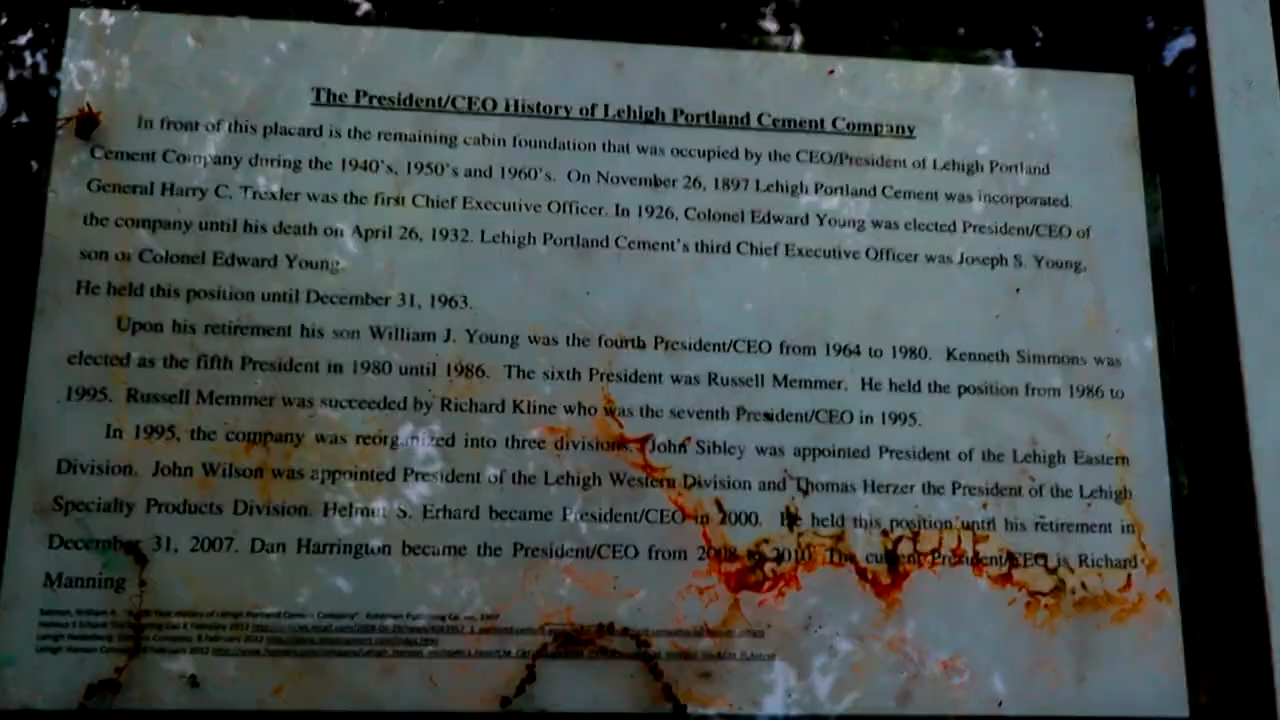 The President/CEO History of Lehigh Portland Cement Company
In front of this placard is the remaining cabin foundation that was occupied by the CEO/President of Lehigh Portland
Cement Company during the 1940's, 1950's and 1960's. On November 26, 1897 Lehigh Portland Cement was incorporated.
General Harry C. Trexler was the first Chief Executive Officer. In 1926, Colonel Edward Young was elected President/CEO of
the company until his death on April 26, 1932. Lehigh Portland Cement's third Chief Executive Officer was Joseph S. Young,
son of Colonel Edward Young.
He held this position until December 31, 1963.
Upon his retirement his son William J. Young was the fourth President/CEO from 1964 to 1980. Kenneth Simmons was
elected as the fifth President in 1980 until 1986. The sixth President was Russell Memmer. He held the position from 1986 to
1995. Russell Memmer was succeeded by Richard Kline who was the seventh President/CEO in 1995.
In 1995, the company was reorganized into three divisions. John Sibley was appointed President of the Lehigh Eastern
Division. John Wilson was appointed President of the Lehigh Western Division and Thomas Herzer the President of the Lehigh
Specialty Products Division. Helmut S. Erhard became President/CEO in 2000. He held this position until his retirement in
December 31, 2007. Dan Harrington became the President/CEO from 2008 to 2010. The current President/CEO is Richard
Manning